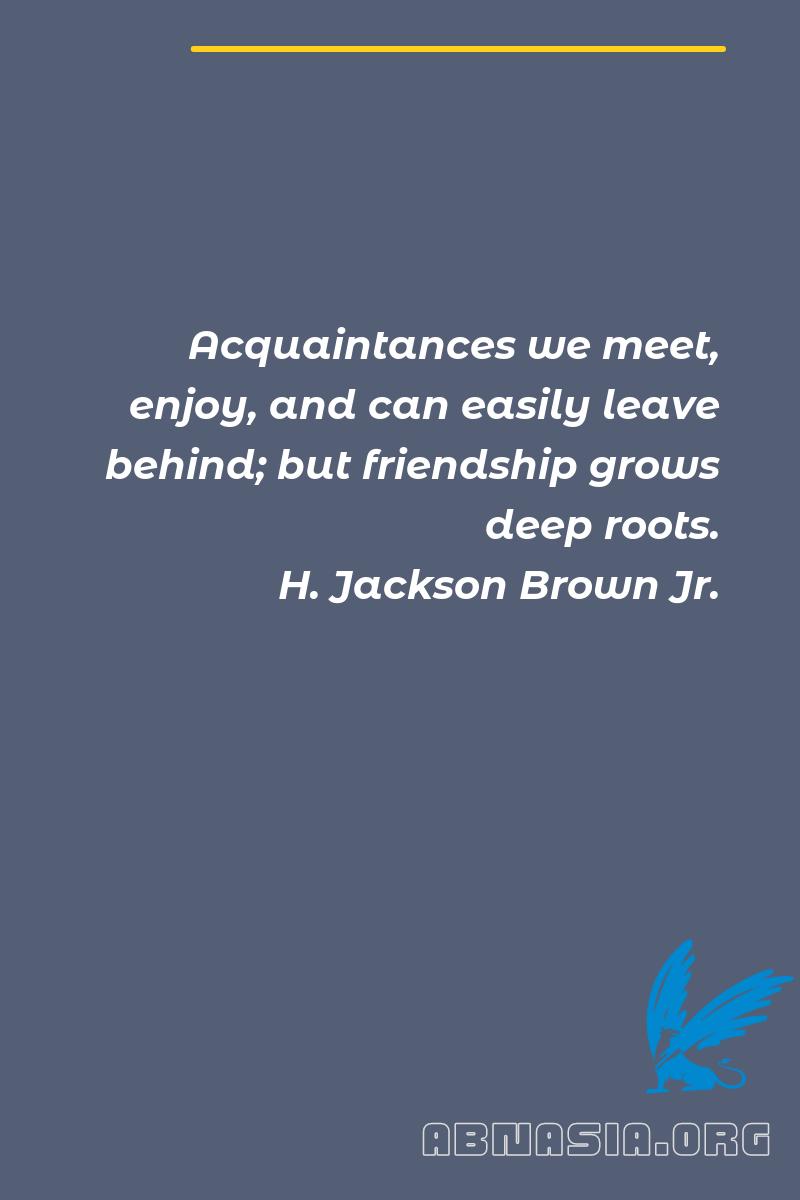 Acquaintances we meet,
enjoy, and can easily leave
behind; but friendship grows
deep roots.
H. Jackson Brown Jr.
ABNASIA.ORG